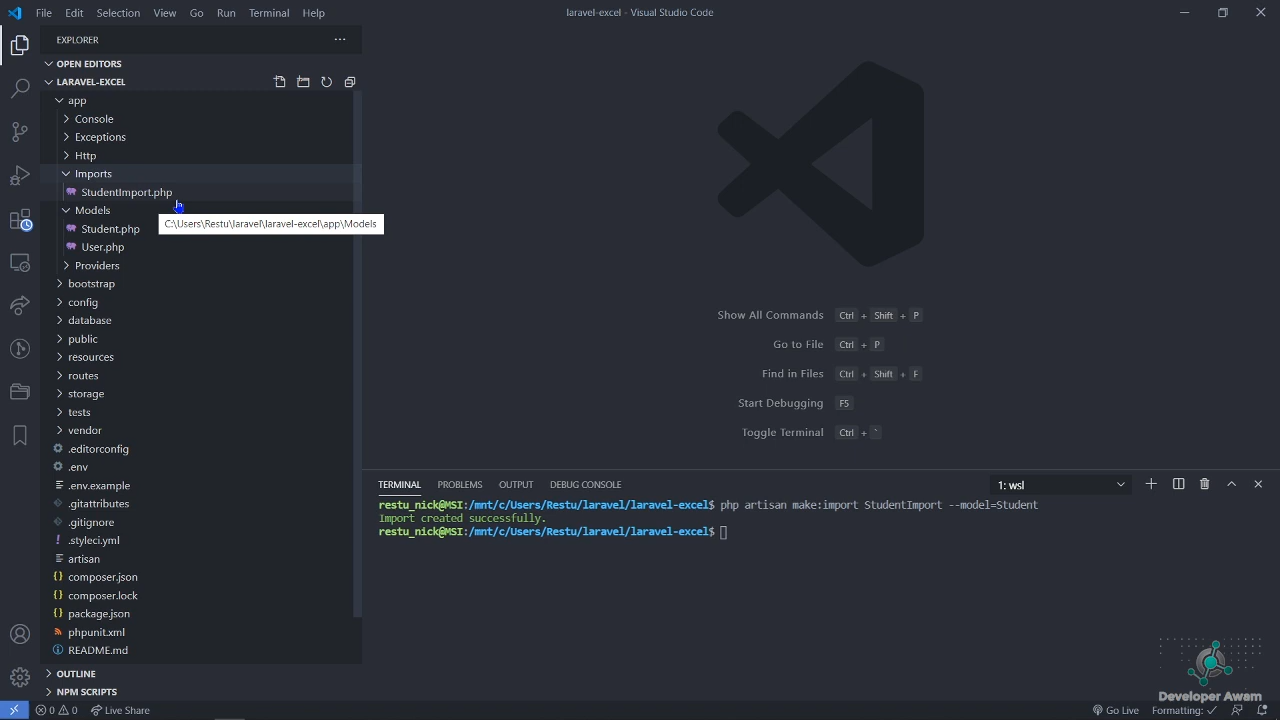 File Edit Selection View Go Run Terminal Help
laravel-excel - Visual Studio Code
EXPLORER
OPEN EDITORS
LARAVEL-EXCEL
app
Console
Exceptions
Http
Imports
StudentImport.php
Models
C:\Users\Restu\laravel\laravel-excel\app\Models
Student.php
User.php
Providers
bootstrap
config
database
public
resources
routes
storage
tests
vendor
.editorconfig
.env
.env.example
.gitattributes
.gitignore
.styleci.yml
artisan
composer.json
composer.lock
package.json
phpunit.xml
README.md
OUTLINE
NPM SCRIPTS
Show All Commands Ctrl + Shift + P
Go to File Ctrl + P
Find in Files Ctrl + Shift + F
Start Debugging F5
Toggle Terminal Ctrl + `
TERMINAL PROBLEMS OUTPUT DEBUG CONSOLE
1: wsl
restu_nick@MSI:/mnt/c/Users/Restu/laravel/laravel-excel$ php artisan make:import StudentImport --model=Student
Import created successfully.
restu_nick@MSI:/mnt/c/Users/Restu/laravel/laravel-excel$
Developer Awam
0 0 Live Share
Go Live Formatting: ✓